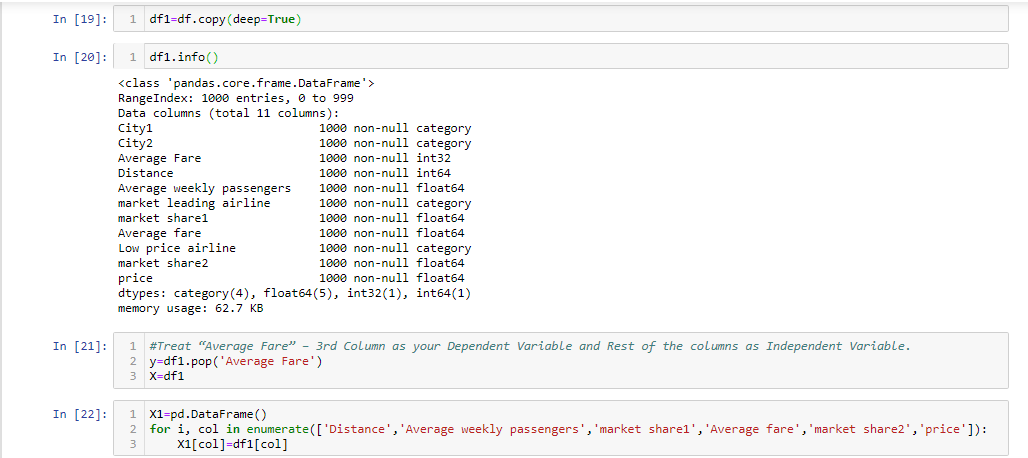 In [19]: 1 df1=df.copy(deep=True)
In [20]: 1 df1.info()
<class 'pandas.core.frame.DataFrame'>
RangeIndex: 1000 entries, 0 to 999
Data columns (total 11 columns):
City1 1000 non-null category
City2 1000 non-null category
Average Fare 1000 non-null int32
Distance 1000 non-null int64
Average weekly passengers 1000 non-null float64
market leading airline 1000 non-null category
market share1 1000 non-null float64
Average fare 1000 non-null float64
Low price airline 1000 non-null category
market share2 1000 non-null float64
price 1000 non-null float64
dtypes: category(4), float64(5), int32(1), int64(1)
memory usage: 62.7 KB
In [21]: 1 #Treat “Average Fare” – 3rd Column as your Dependent Variable and Rest of the columns as Independent Variable.
2 y=df1.pop('Average Fare')
3 X=df1
In [22]: 1 X1=pd.DataFrame()
2 for i, col in enumerate(['Distance','Average weekly passengers','market share1','Average fare','market share2','price']):
3 X1[col]=df1[col]